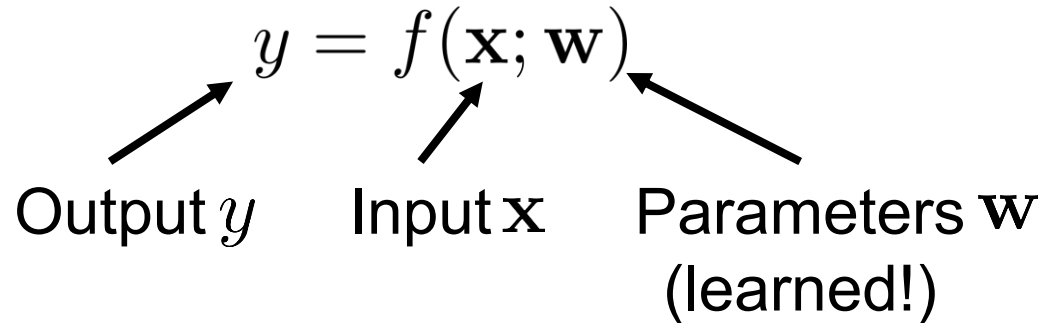 y = f(x; w)
Output y Input x Parameters w
(learned!)